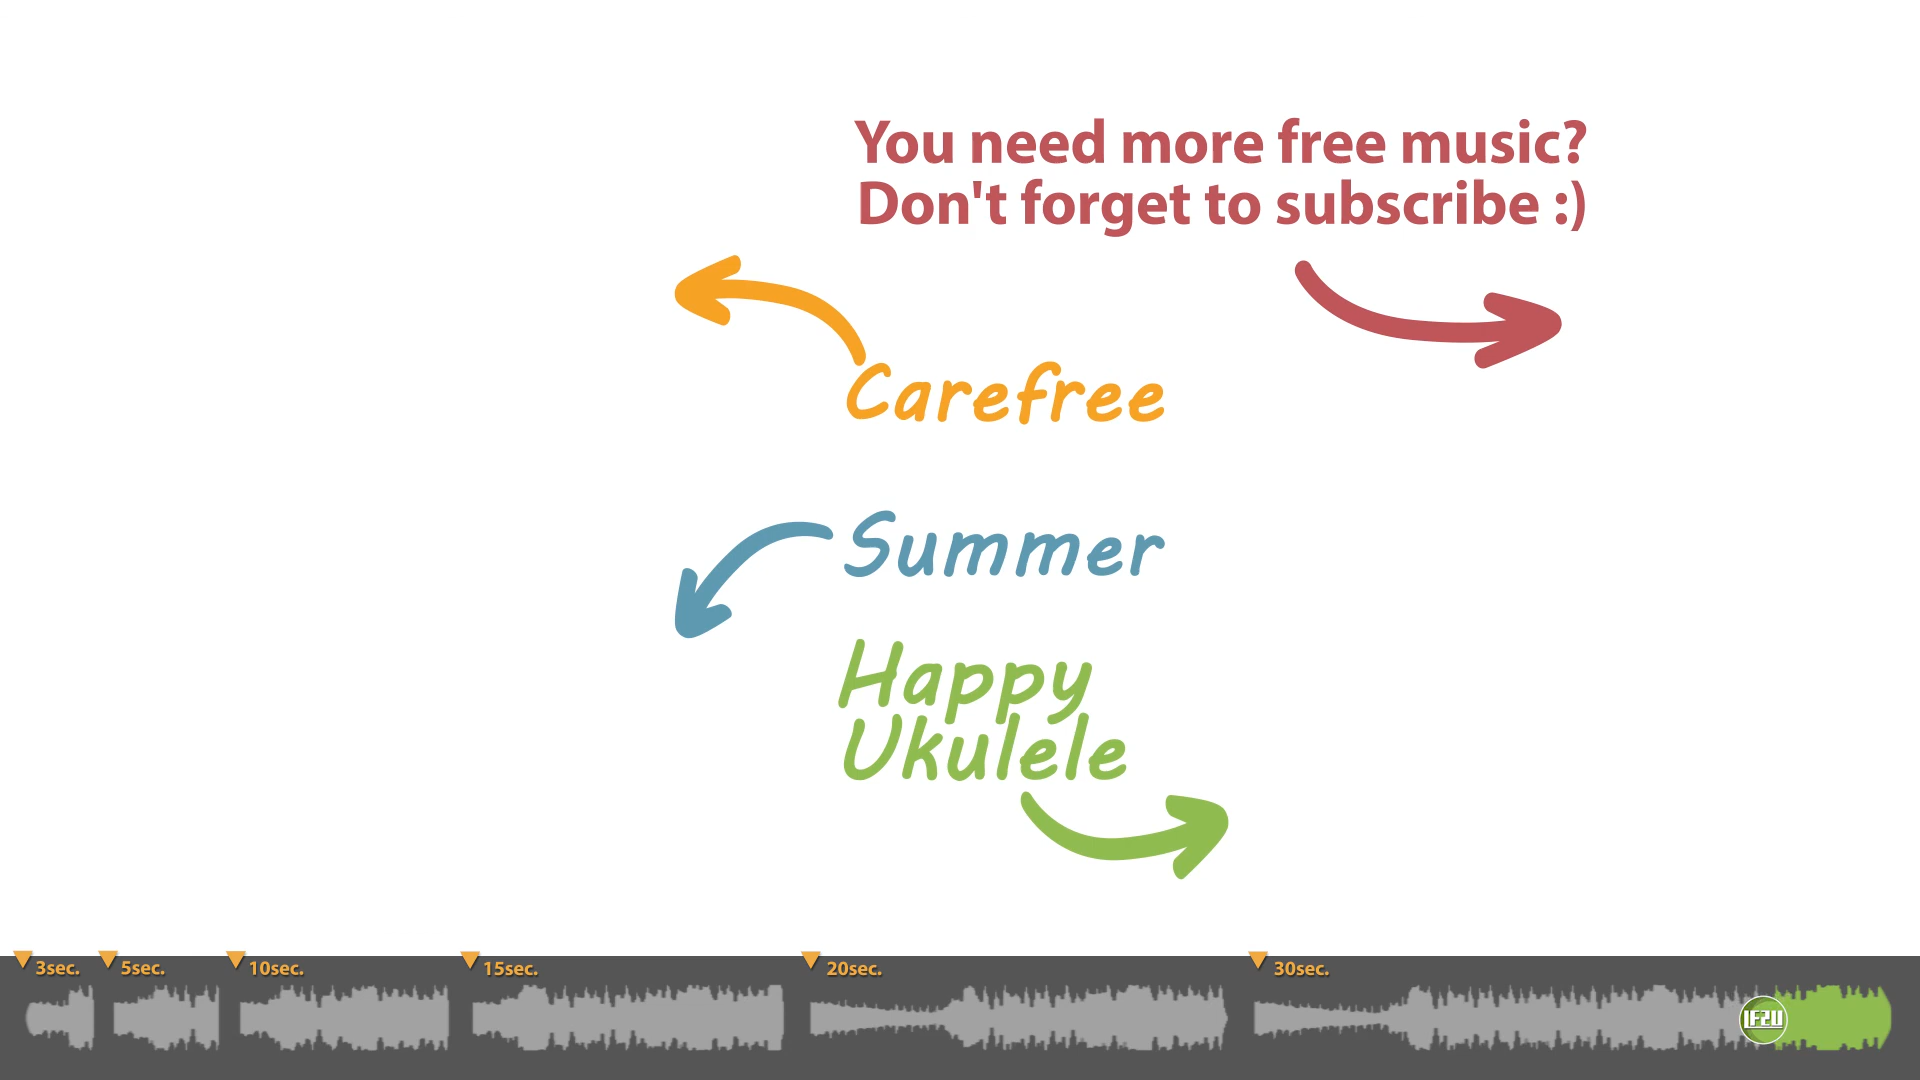 You need more free music?
Don't forget to subscribe :)
Carefree
Summer
Happy
Ukulele
3sec. 5sec. 10sec. 15sec. 20sec. 30sec.
IF2U